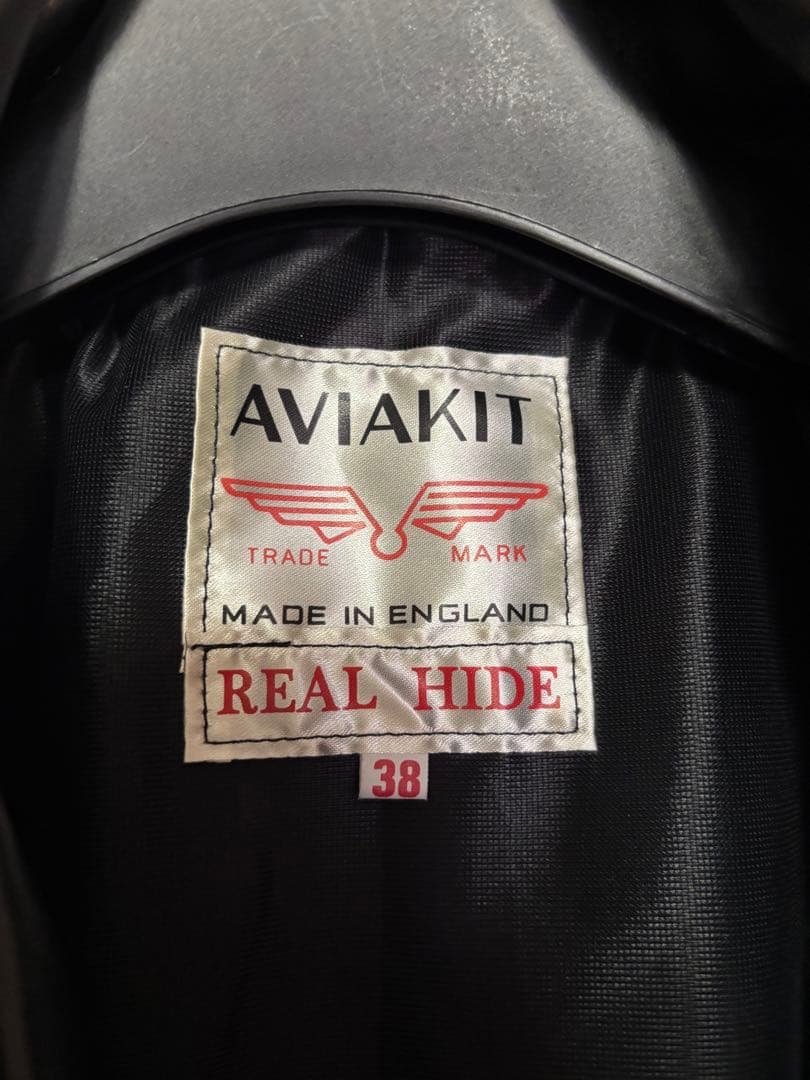 AVIAKIT
TRADE MARK
MADE IN ENGLAND
REAL HIDE
38